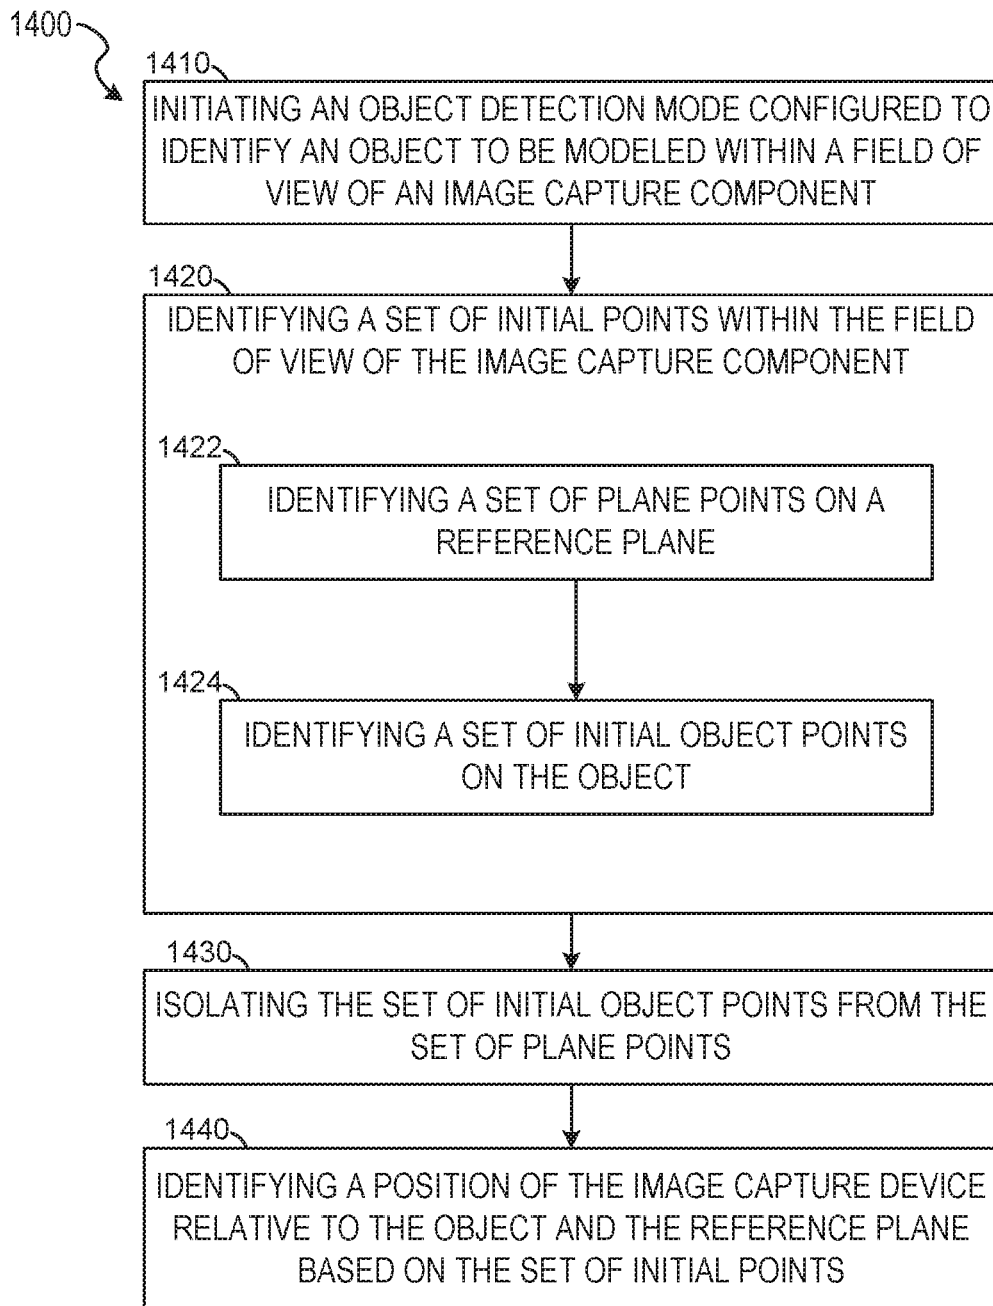 1400
1410
INITIATING AN OBJECT DETECTION MODE CONFIGURED TO
IDENTIFY AN OBJECT TO BE MODELED WITHIN A FIELD OF
VIEW OF AN IMAGE CAPTURE COMPONENT
1420
IDENTIFYING A SET OF INITIAL POINTS WITHIN THE FIELD
OF VIEW OF THE IMAGE CAPTURE COMPONENT
1422
IDENTIFYING A SET OF PLANE POINTS ON A
REFERENCE PLANE
1424
IDENTIFYING A SET OF INITIAL OBJECT POINTS
ON THE OBJECT
1430
ISOLATING THE SET OF INITIAL OBJECT POINTS FROM THE
SET OF PLANE POINTS
1440
IDENTIFYING A POSITION OF THE IMAGE CAPTURE DEVICE
RELATIVE TO THE OBJECT AND THE REFERENCE PLANE
BASED ON THE SET OF INITIAL POINTS